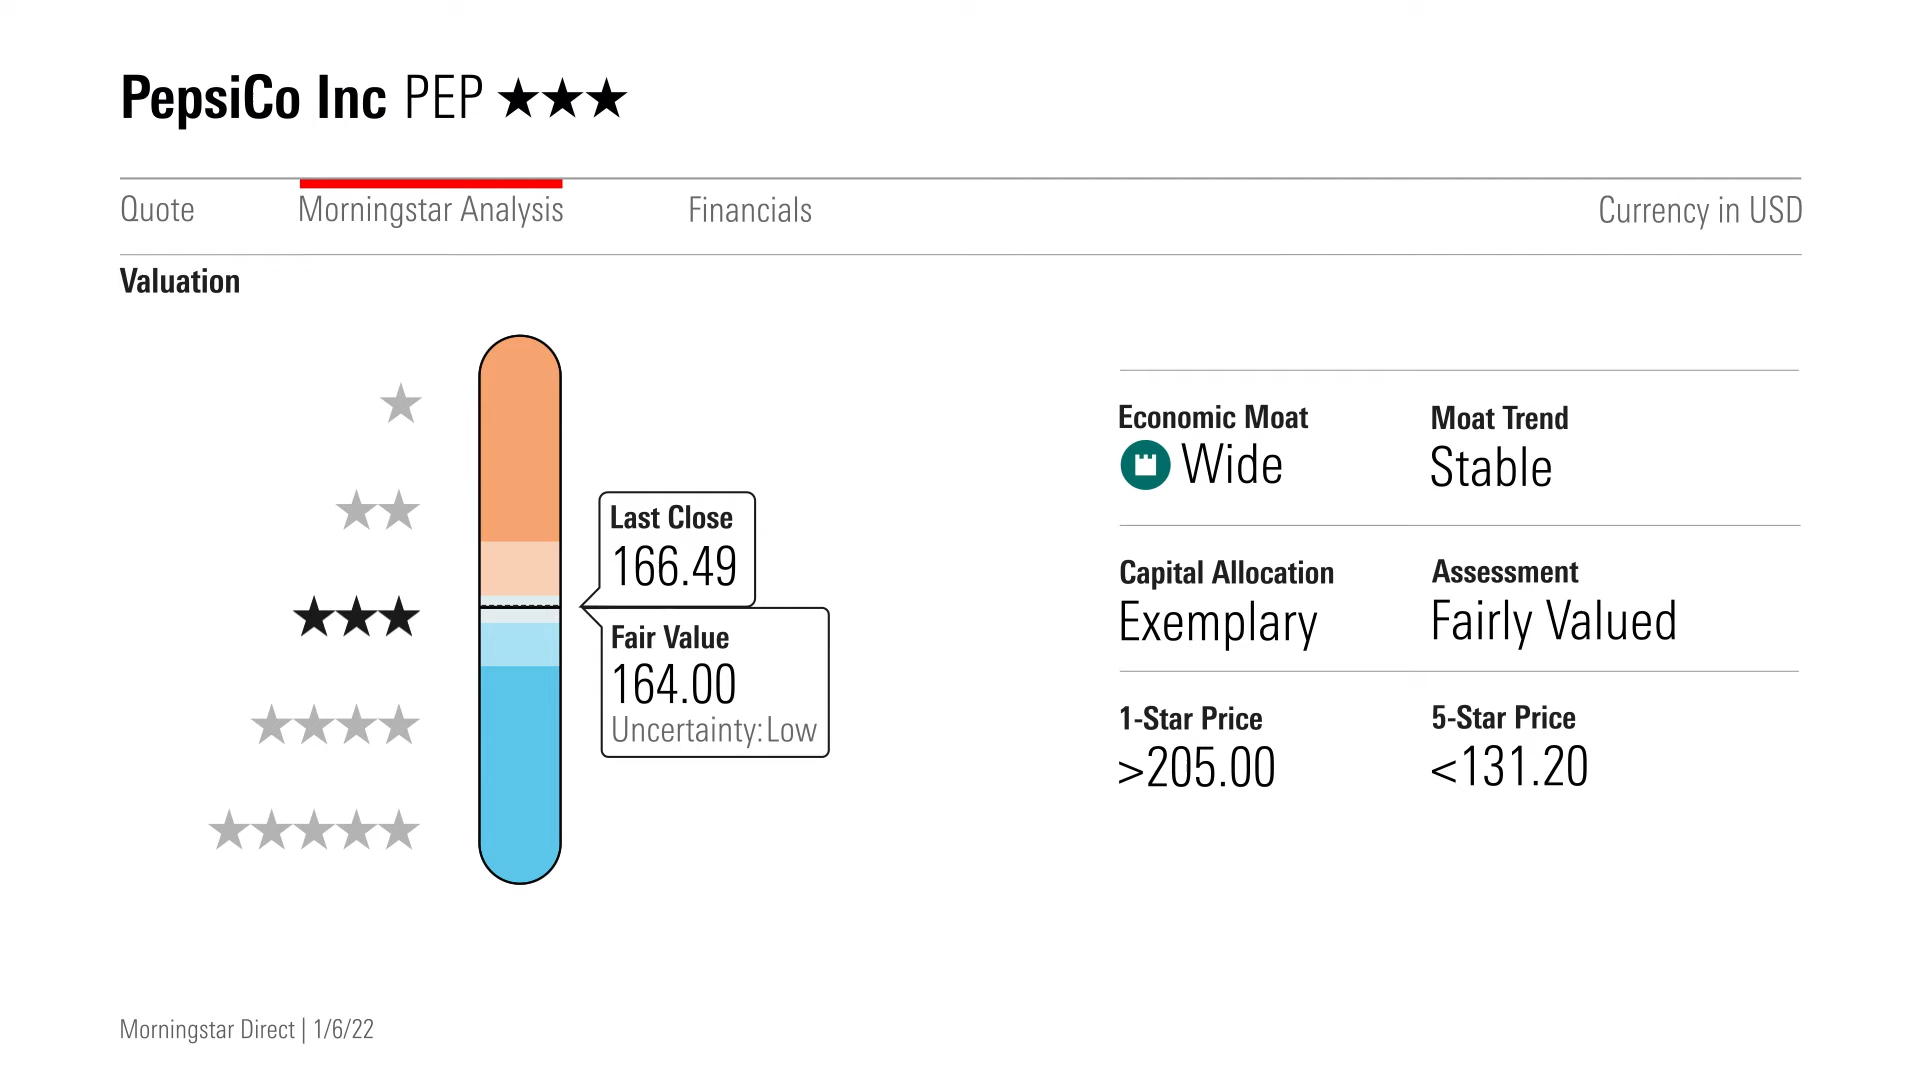 PepsiCo Inc PEP ★★★
Quote Morningstar Analysis Financials Currency in USD
Valuation
Last Close
166.49
Fair Value
164.00
Uncertainty: Low
Economic Moat Moat Trend
Wide Stable
Capital Allocation Assessment
Exemplary Fairly Valued
1-Star Price 5-Star Price
>205.00 <131.20
Morningstar Direct | 1/6/22